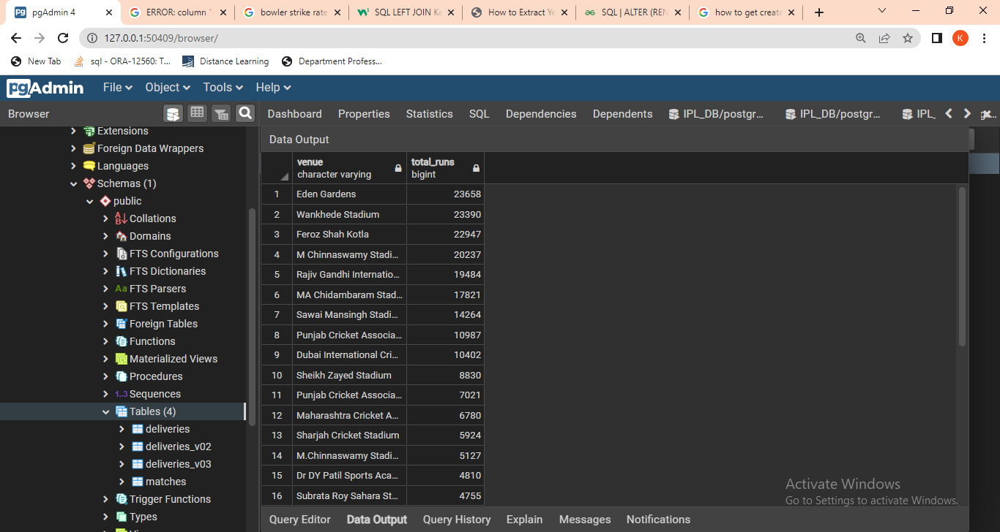 pgAdmin 4
ERROR: column "
bowler strike rate
SQL LEFT JOIN Ke
How to Extract Ye
SQL | ALTER (REN
how to get create
127.0.0.1:50409/browser/
K
New Tab
sql - ORA-12560: T...
Distance Learning
Department Profess...
pgAdmin
File
Object
Tools
Help
Browser
Dashboard
Properties
Statistics
SQL
Dependencies
Dependents
IPL_DB/postgr...
IPL_DB/postgr...
IPL_
Extensions
Foreign Data Wrappers
Languages
Schemas (1)
public
Collations
Domains
FTS Configurations
FTS Dictionaries
Aa FTS Parsers
FTS Templates
Foreign Tables
Functions
Materialized Views
Procedures
1..3 Sequences
Tables (4)
deliveries
deliveries_v02
deliveries_v03
matches
Trigger Functions
Types
Data Output
venue total_runs
character varying bigint
1 Eden Gardens 23658
2 Wankhede Stadium 23390
3 Feroz Shah Kotla 22947
4 M Chinnaswamy Stadi... 20237
5 Rajiv Gandhi Internatio... 19484
6 MA Chidambaram Stad... 17821
7 Sawai Mansingh Stadi... 14264
8 Punjab Cricket Associa... 10987
9 Dubai International Cri... 10402
10 Sheikh Zayed Stadium 8830
11 Punjab Cricket Associa... 7021
12 Maharashtra Cricket A... 6780
13 Sharjah Cricket Stadium 5924
14 M.Chinnaswamy Stadi... 5127
15 Dr DY Patil Sports Aca... 4810
16 Subrata Roy Sahara St... 4755
Activate Windows
Go to Settings to activate Windows.
Query Editor
Data Output
Query History
Explain
Messages
Notifications